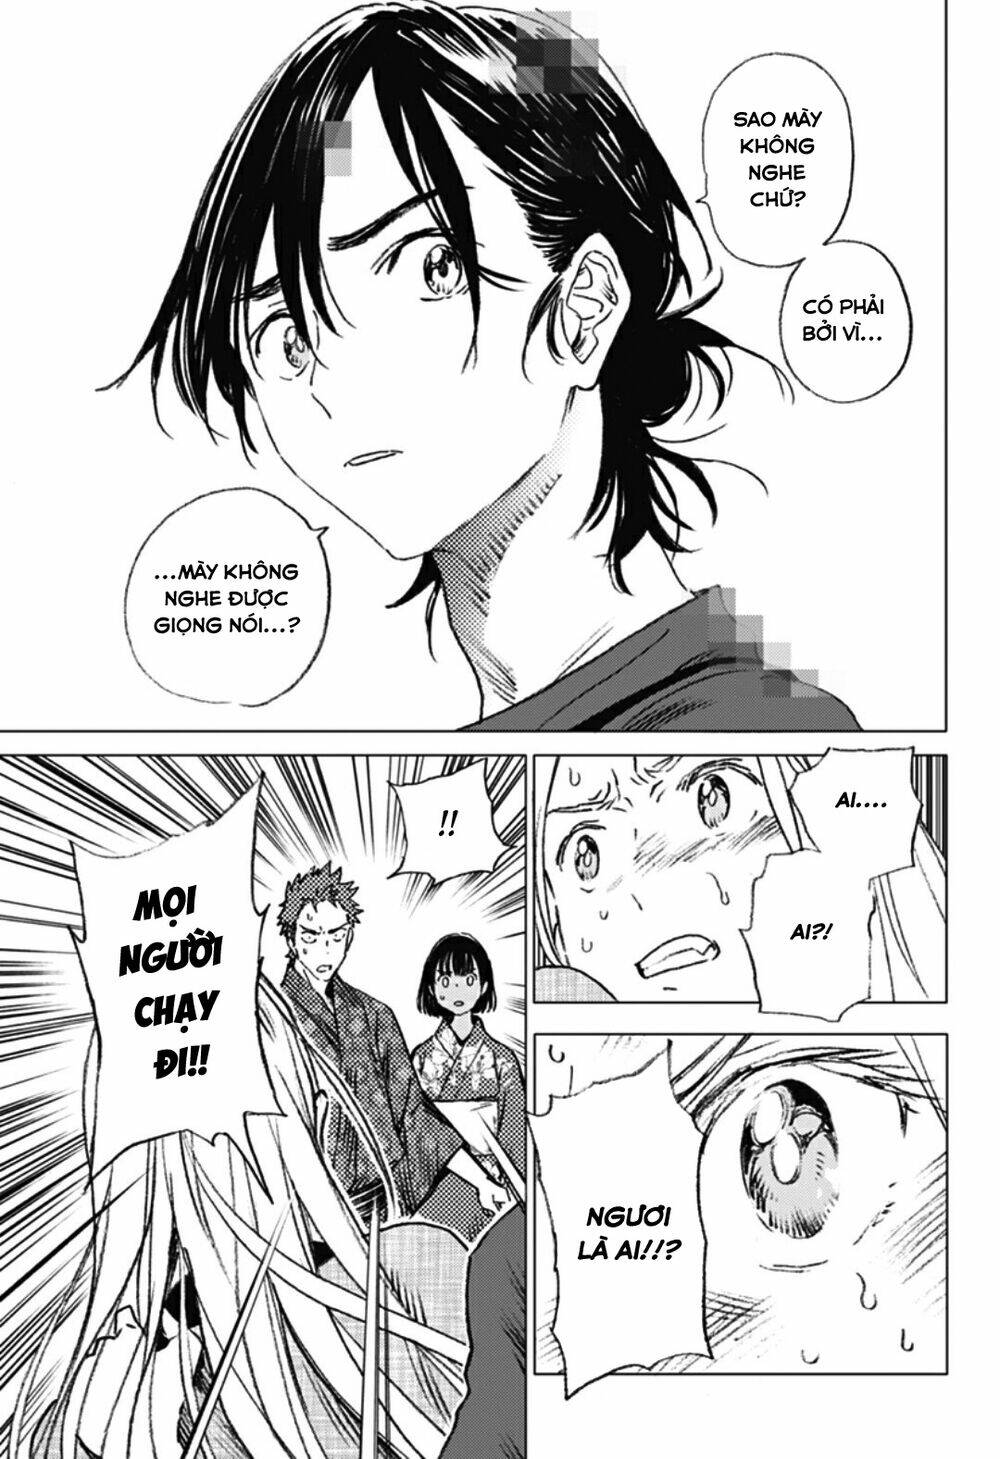 SAO MÀY
KHÔNG
NGHE
CHỨ?
CÓ PHẢI
BỞI VÌ...
...MÀY KHÔNG
NGHE ĐƯỢC
GIỌNG NÓI...?
AI....
AI?!
NGƯƠI
LÀ AI!!?
!!
MỌI
NGƯỜI
CHẠY
ĐI!!